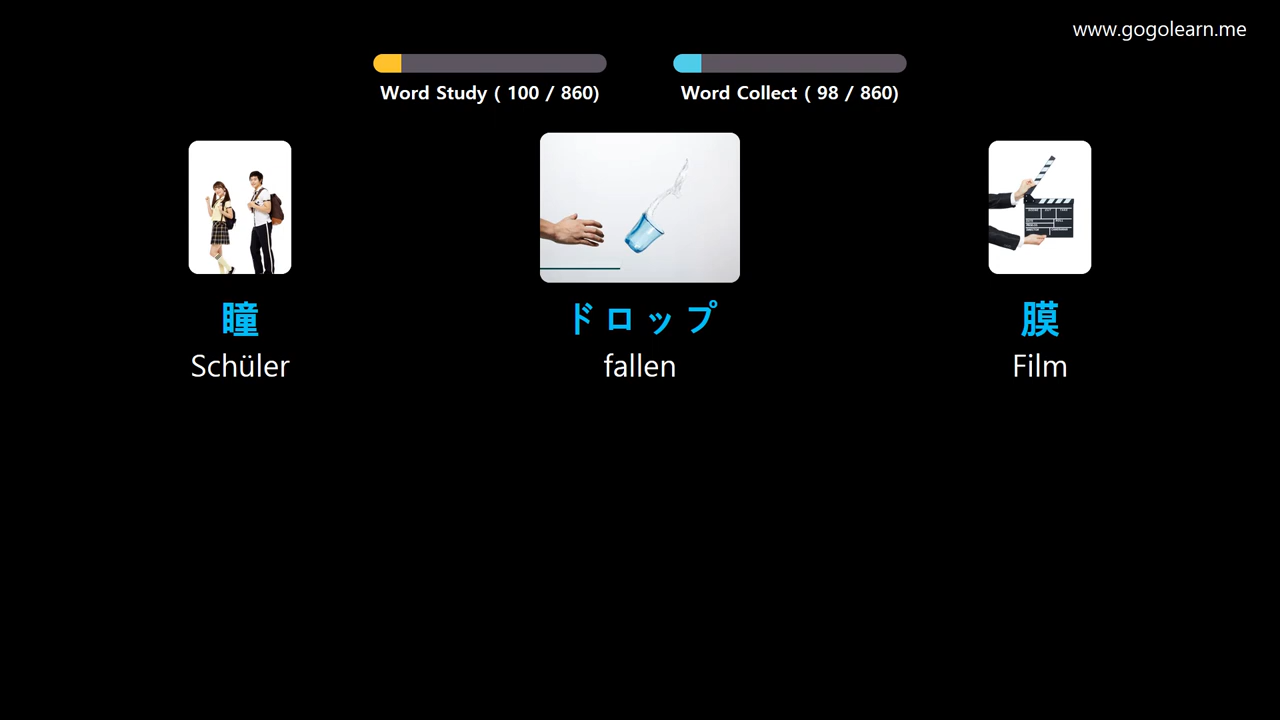 www.gogolearn.me
Word Study ( 100 / 860)
Word Collect ( 98 / 860)
瞳
ドロップ
膜
Schüler
fallen
Film